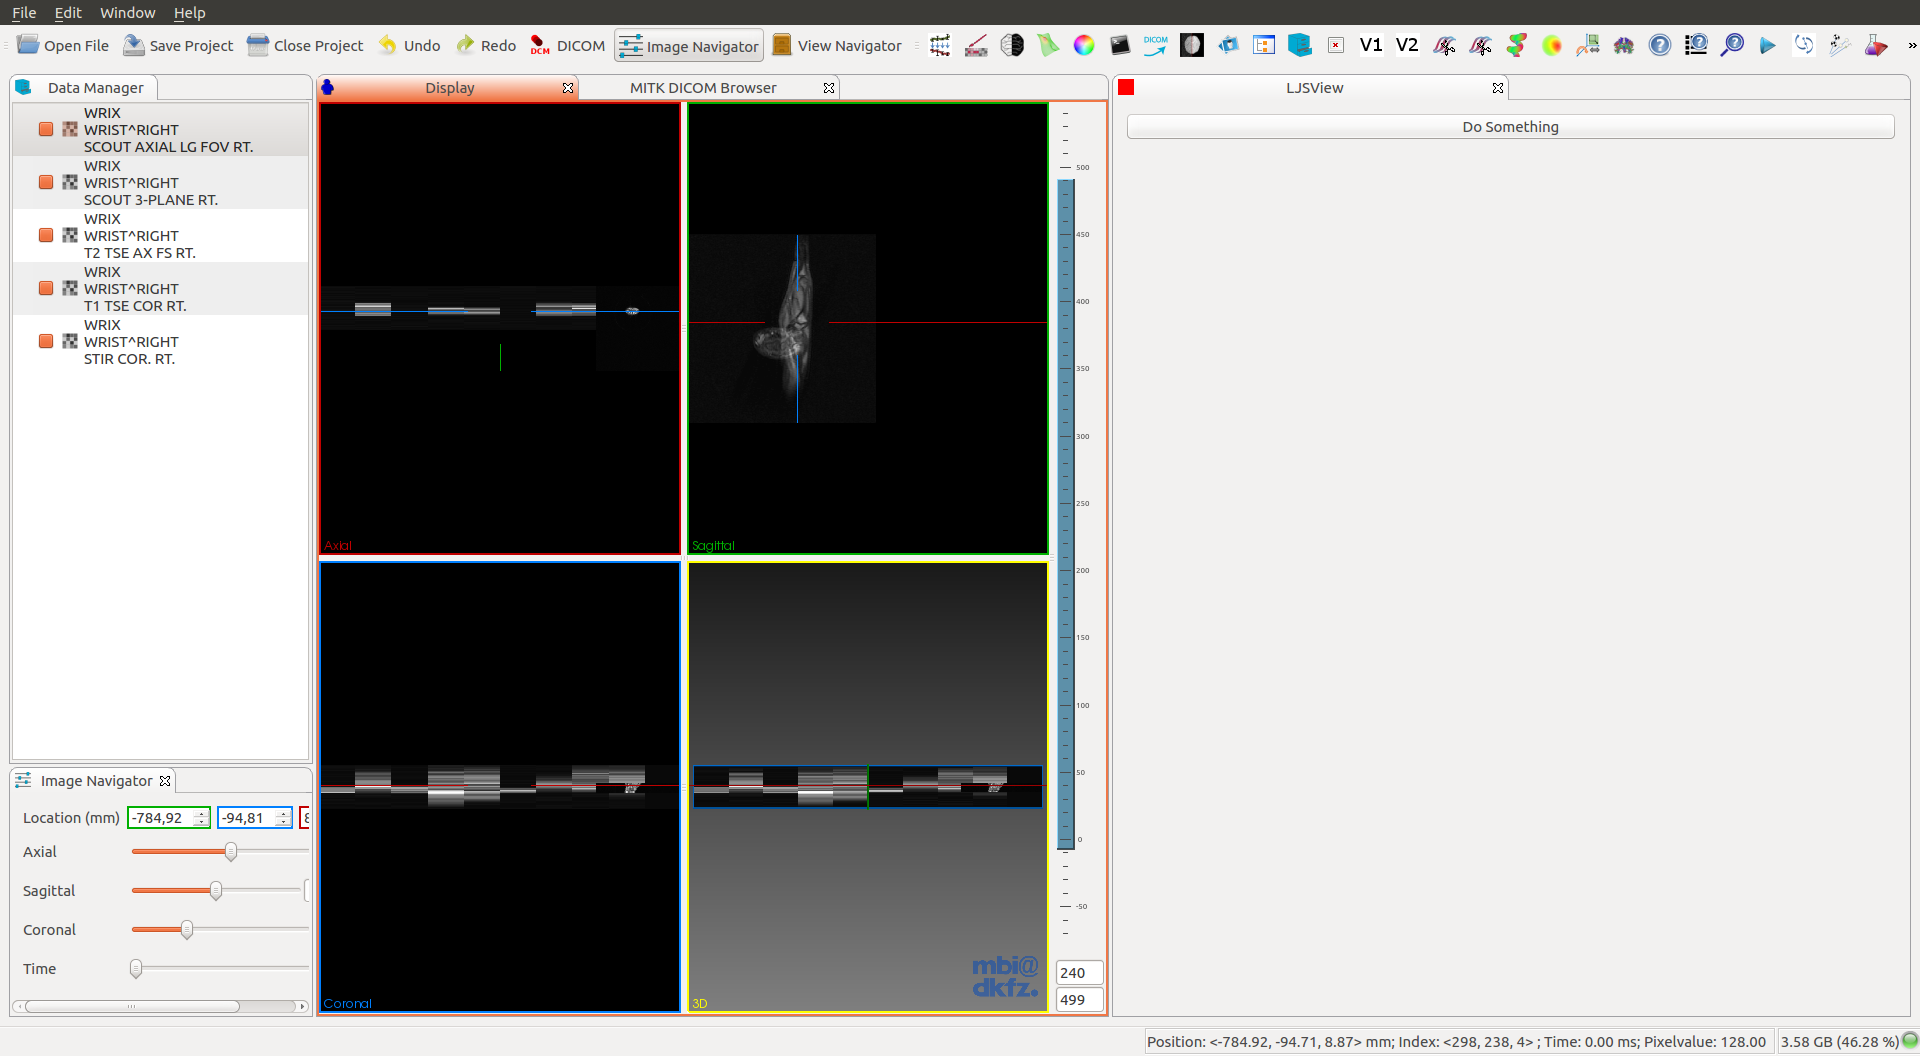 File Edit Window Help
Open File Save Project Close Project Undo Redo DCM DICOM Image Navigator View Navigator DICOM V1 V2 »
Data Manager
WRIX
WRIST^RIGHT
SCOUT AXIAL LG FOV RT.
WRIX
WRIST^RIGHT
SCOUT 3-PLANE RT.
WRIX
WRIST^RIGHT
T2 TSE AX FS RT.
WRIX
WRIST^RIGHT
T1 TSE COR RT.
WRIX
WRIST^RIGHT
STIR COR. RT.
Image Navigator
Location (mm) -784,92 -94,81 8
Axial
Sagittal
Coronal
Time
Display MITK DICOM Browser
Axial
Sagittal
Coronal
3D
mbi@
dkfz.
500
450
400
350
300
250
200
150
100
50
0
-50
240
499
LJSView
Do Something
Position: <-784.92, -94.71, 8.87> mm; Index: <298, 238, 4> ; Time: 0.00 ms; Pixelvalue: 128.00 3.58 GB (46.28 %)